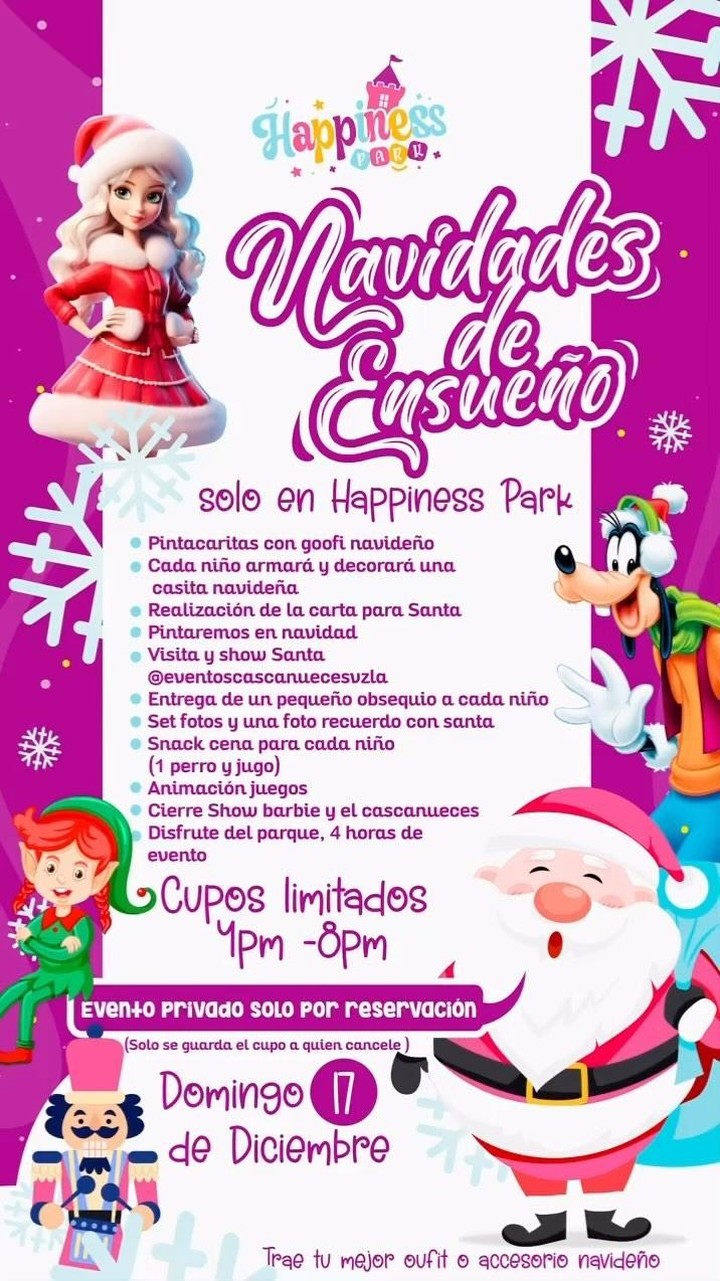 Happiness
PARK
Navidades
de
Ensueño
solo en Happiness Park
Pintacaritas con goofi navideño
Cada niño armará y decorará una
casita navideña
Realización de la carta para Santa
Pintaremos en navidad
Visita y show Santa
@eventoscascanuecesvzla
Entrega de un pequeño obsequio a cada niño
Set fotos y una foto recuerdo con santa
Snack cena para cada niño
(1 perro y jugo)
Animación juegos
Cierre Show barbie y el cascanueces
Disfrute del parque, 4 horas de
evento
Cupos limitados
4pm -8pm
Evento Privado solo por reservación
(Solo se guarda el cupo a quien cancele )
Domingo 17
de Diciembre
Trae tu mejor oufit o accesorio navideño